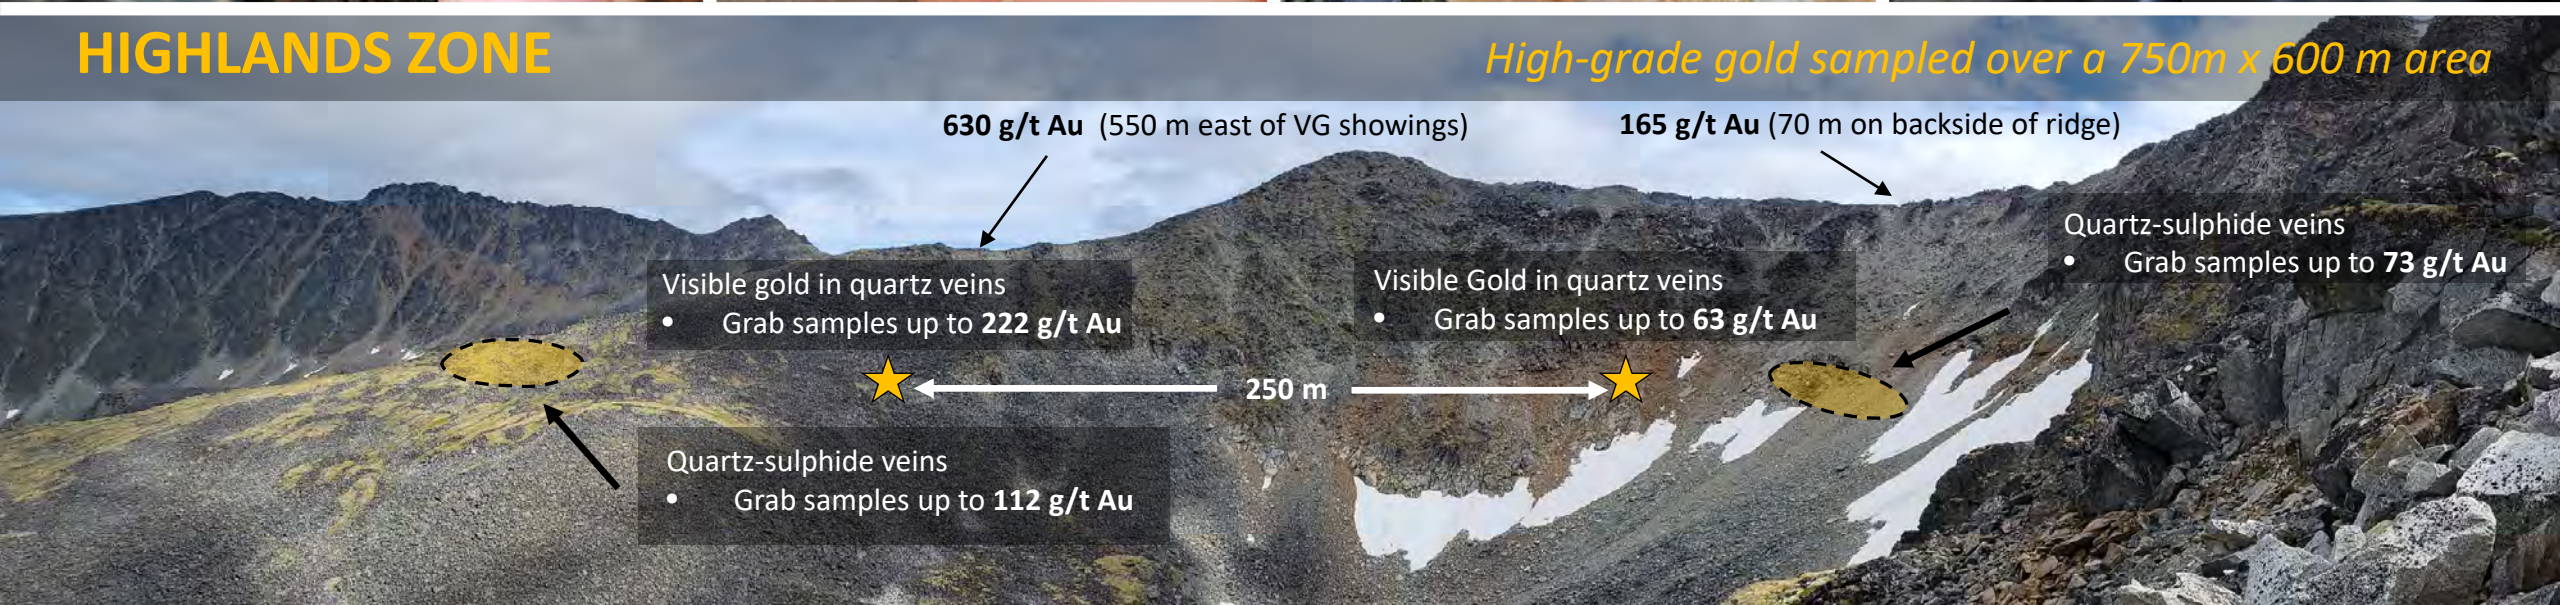 HIGHLANDS ZONE
High-grade gold sampled over a 750m x 600 m area
630 g/t Au (550 m east of VG showings)
165 g/t Au (70 m on backside of ridge)
Quartz-sulphide veins
• Grab samples up to 73 g/t Au
Visible gold in quartz veins
• Grab samples up to 222 g/t Au
Visible Gold in quartz veins
• Grab samples up to 63 g/t Au
250 m
Quartz-sulphide veins
• Grab samples up to 112 g/t Au